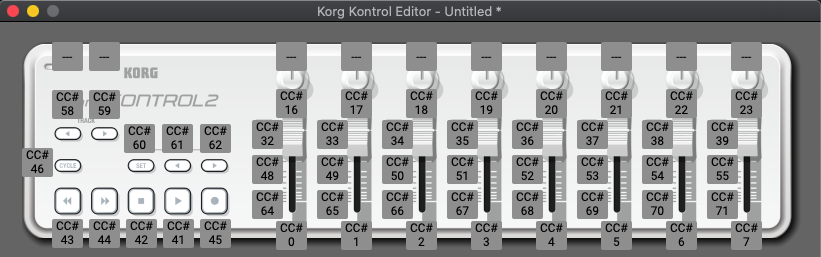 Korg Kontrol Editor - Untitled *
--- --- --- --- --- --- --- --- --- ---
KORG
CC# 58 CC# 59 CC# 16 CC# 17 CC# 18 CC# 19 CC# 20 CC# 21 CC# 22 CC# 23
ONTROL2
TRACK
CC# 60 CC# 61 CC# 62 CC# 32 CC# 33 CC# 34 CC# 35 CC# 36 CC# 37 CC# 38 CC# 39
CC# 46 CYCLE SET CC# 48 CC# 49 CC# 50 CC# 51 CC# 52 CC# 53 CC# 54 CC# 55
CC# 64 CC# 65 CC# 66 CC# 67 CC# 68 CC# 69 CC# 70 CC# 71
CC# 43 CC# 44 CC# 42 CC# 41 CC# 45 CC# 0 CC# 1 CC# 2 CC# 3 CC# 4 CC# 5 CC# 6 CC# 7